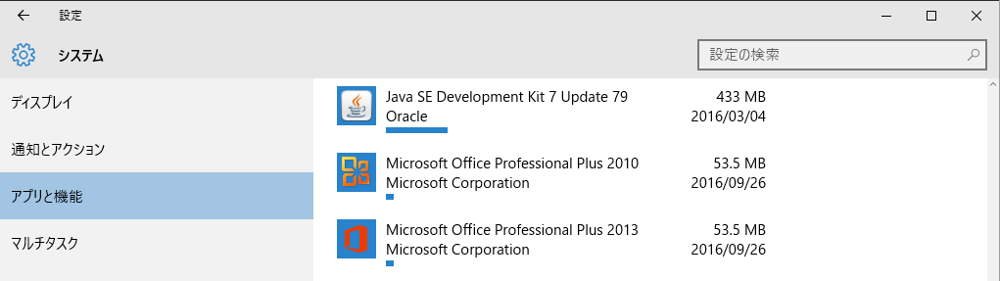 設定
システム
設定の検索
ディスプレイ
通知とアクション
アプリと機能
マルチタスク
Java SE Development Kit 7 Update 79 433 MB
Oracle 2016/03/04
Microsoft Office Professional Plus 2010 53.5 MB
Microsoft Corporation 2016/09/26
Microsoft Office Professional Plus 2013 53.5 MB
Microsoft Corporation 2016/09/26